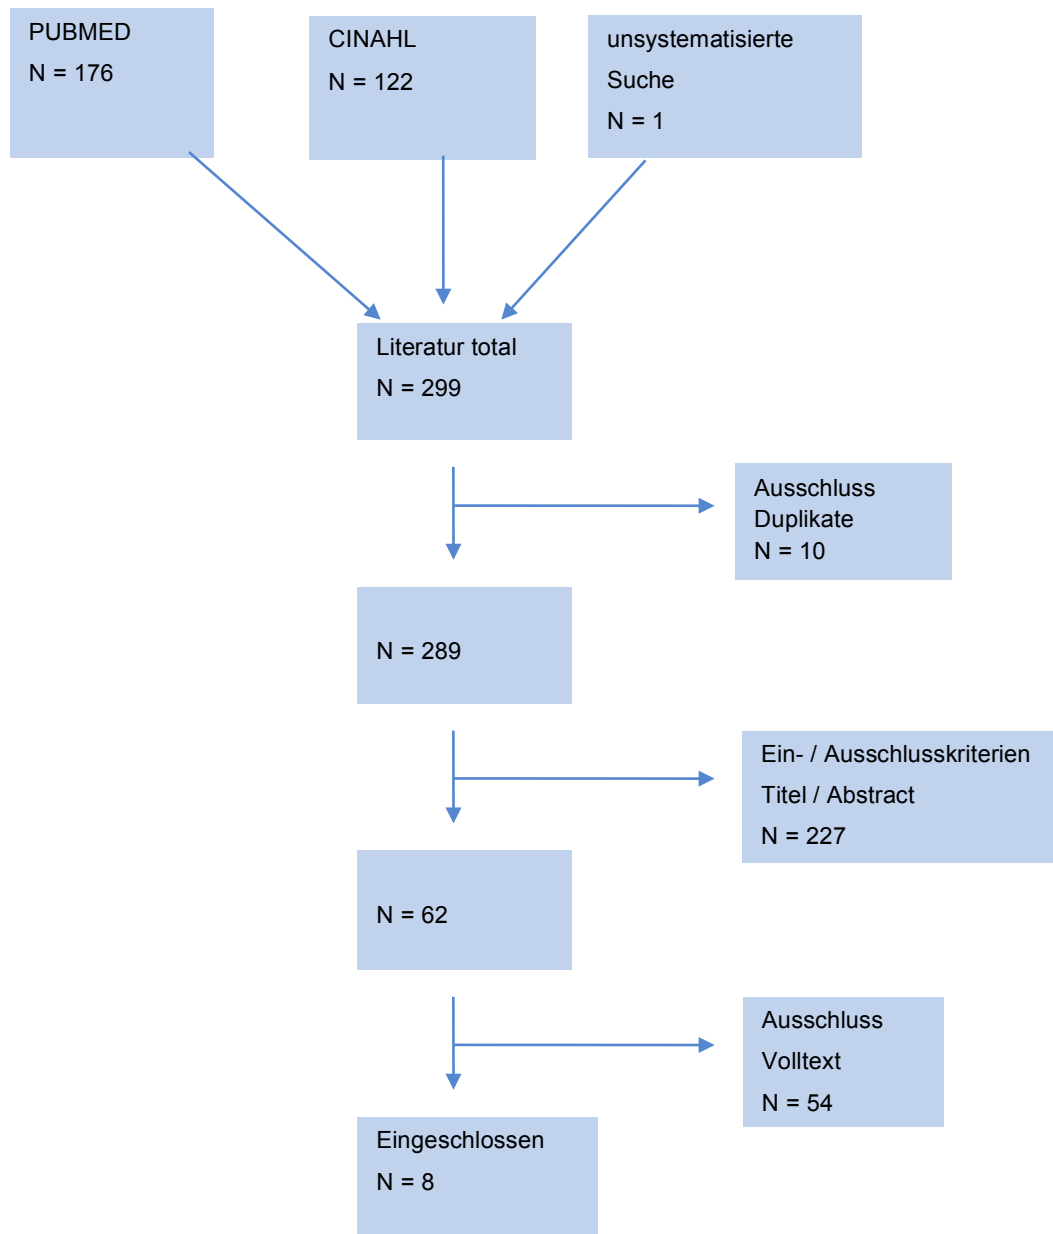 PUBMED
N = 176
CINAHL
N = 122
unsystematisierte
Suche
N = 1
Literatur total
N = 299
Ausschluss
Duplikate
N = 10
N = 289
Ein- / Ausschlusskriterien
Titel / Abstract
N = 227
N = 62
Ausschluss
Volltext
N = 54
Eingeschlossen
N = 8